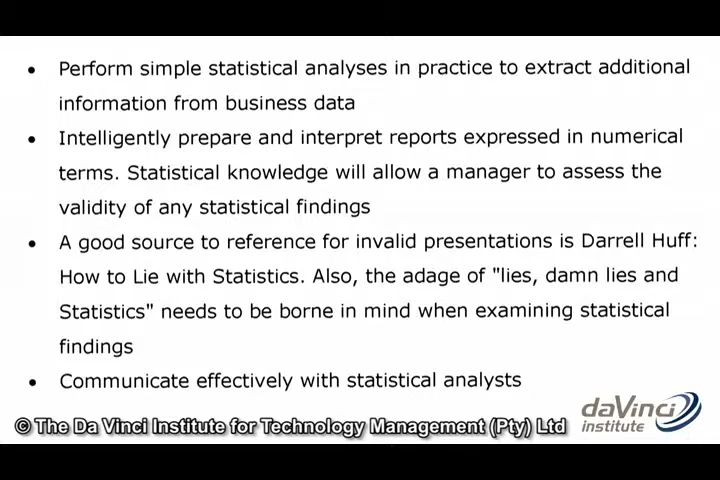 • Perform simple statistical analyses in practice to extract additional
information from business data
• Intelligently prepare and interpret reports expressed in numerical
terms. Statistical knowledge will allow a manager to assess the
validity of any statistical findings
• A good source to reference for invalid presentations is Darrell Huff:
How to Lie with Statistics. Also, the adage of "lies, damn lies and
Statistics" needs to be borne in mind when examining statistical
findings
• Communicate effectively with statistical analysts
daVinci
institute
© The Da Vinci Institute for Technology Management (Pty) Ltd